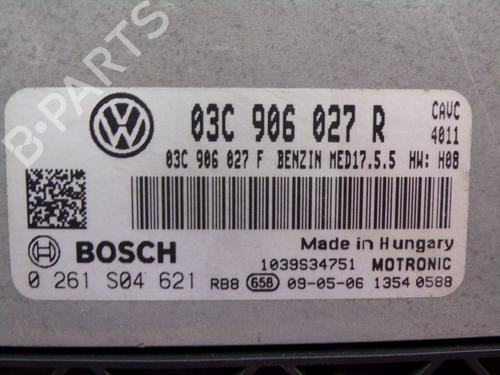 B-PARTS
03C 906 027 R
CAVC
4011
03C 906 027 F BENZIN MED17.5.5 HW: H08
BOSCH
Made in Hungary
1039S34751 MOTRONIC
0 261 S04 621 RB8 658 09-05-06 1354 0588